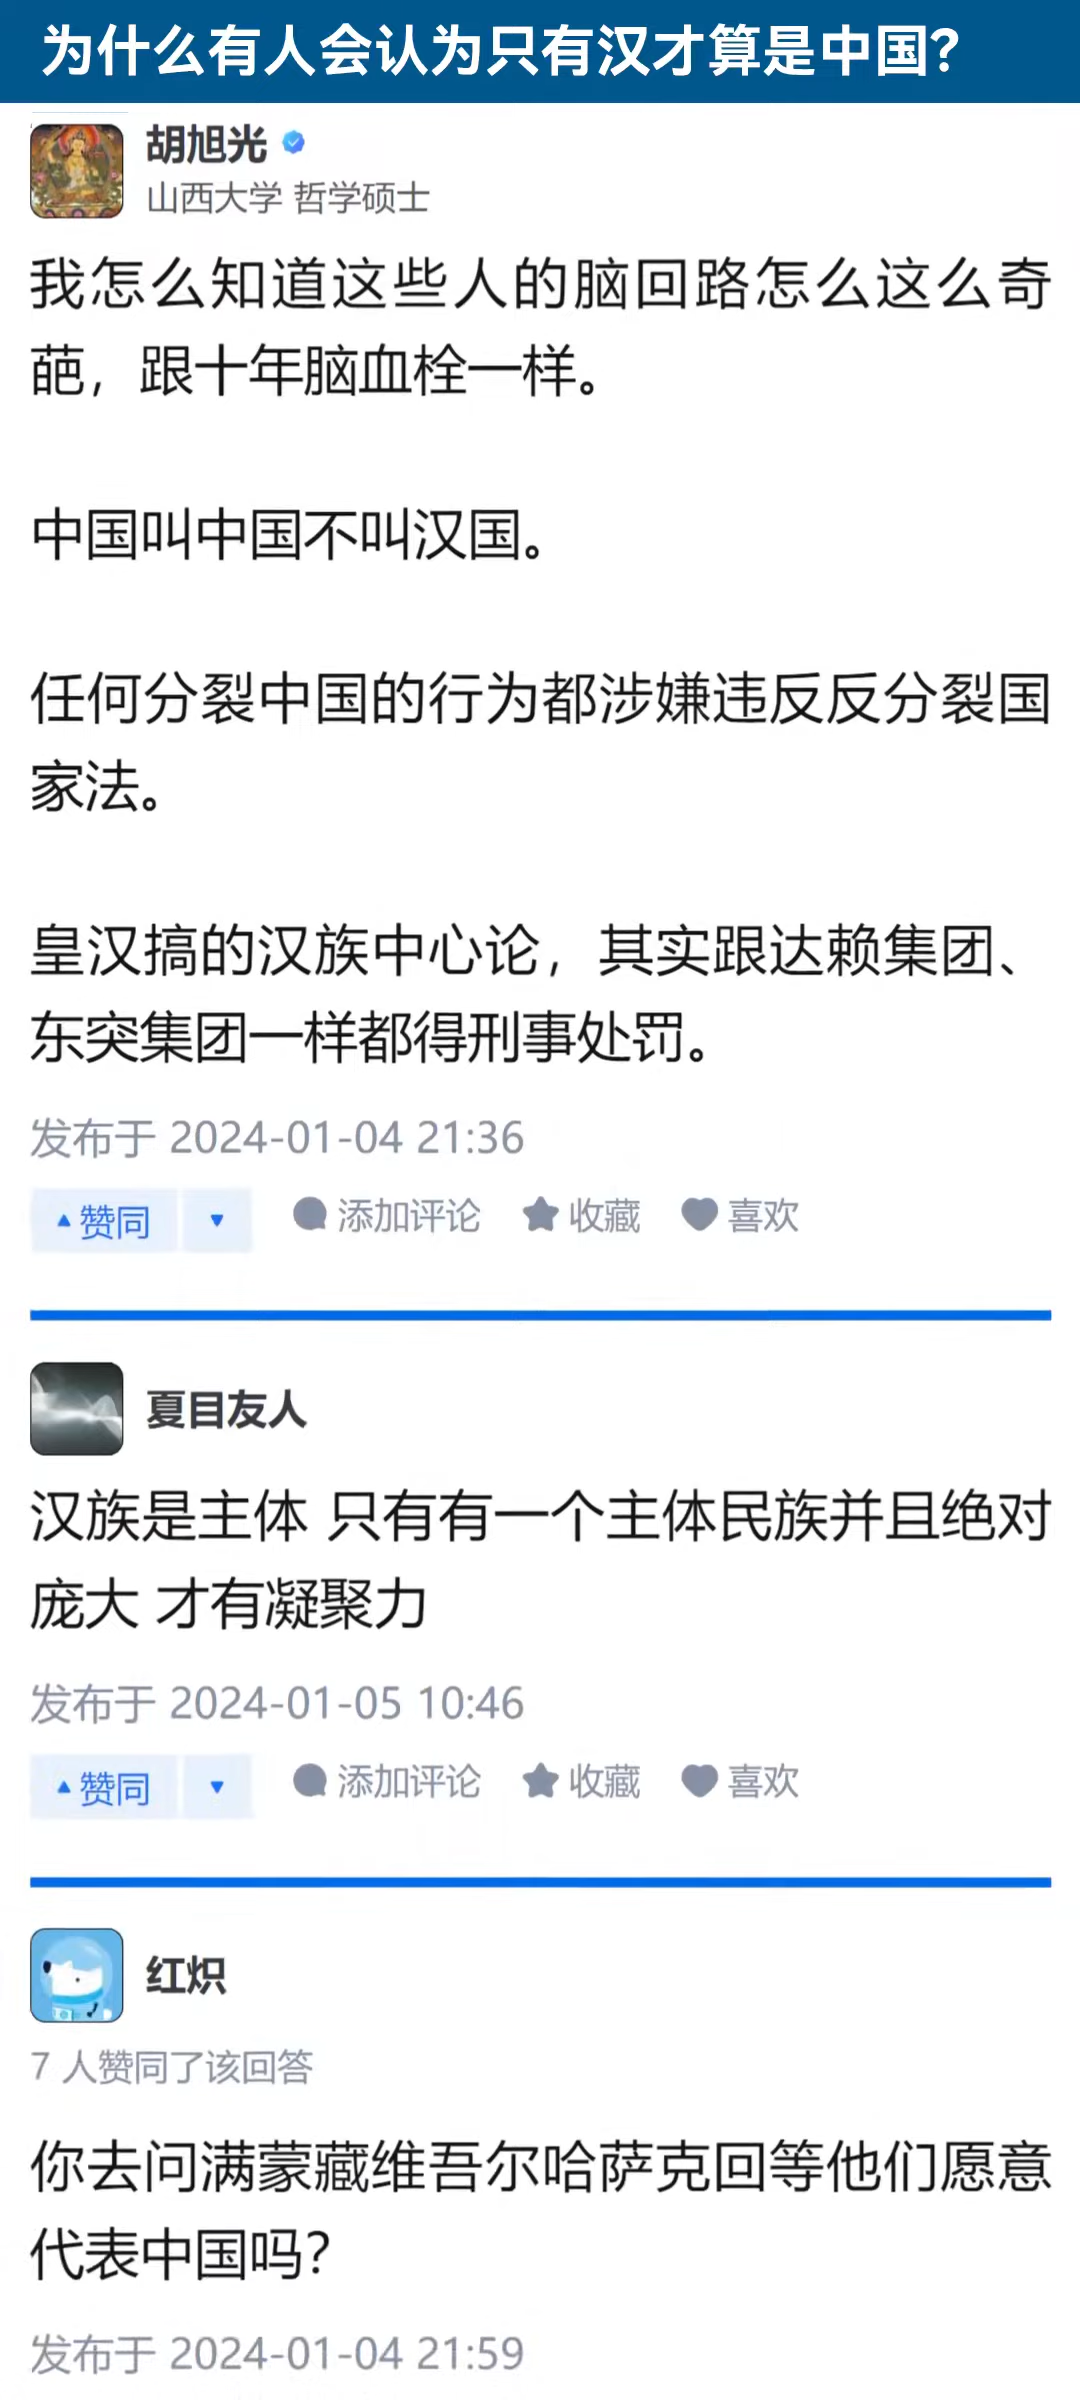 为什么有人会认为只有汉才算是中国？
胡旭光
山西大学 哲学硕士
我怎么知道这些人的脑回路怎么这么奇
葩，跟十年脑血栓一样。
中国叫中国不叫汉国。
任何分裂中国的行为都涉嫌违反反分裂国
家法。
皇汉搞的汉族中心论，其实跟达赖集团、
东突集团一样都得刑事处罚。
发布于 2024-01-04 21:36
赞同 添加评论 收藏 喜欢
夏目友人
汉族是主体 只有有一个主体民族并且绝对
庞大 才有凝聚力
发布于 2024-01-05 10:46
赞同 添加评论 收藏 喜欢
红炽
7 人赞同了该回答
你去问满蒙藏维吾尔哈萨克回等他们愿意
代表中国吗？
发布于 2024-01-04 21:59